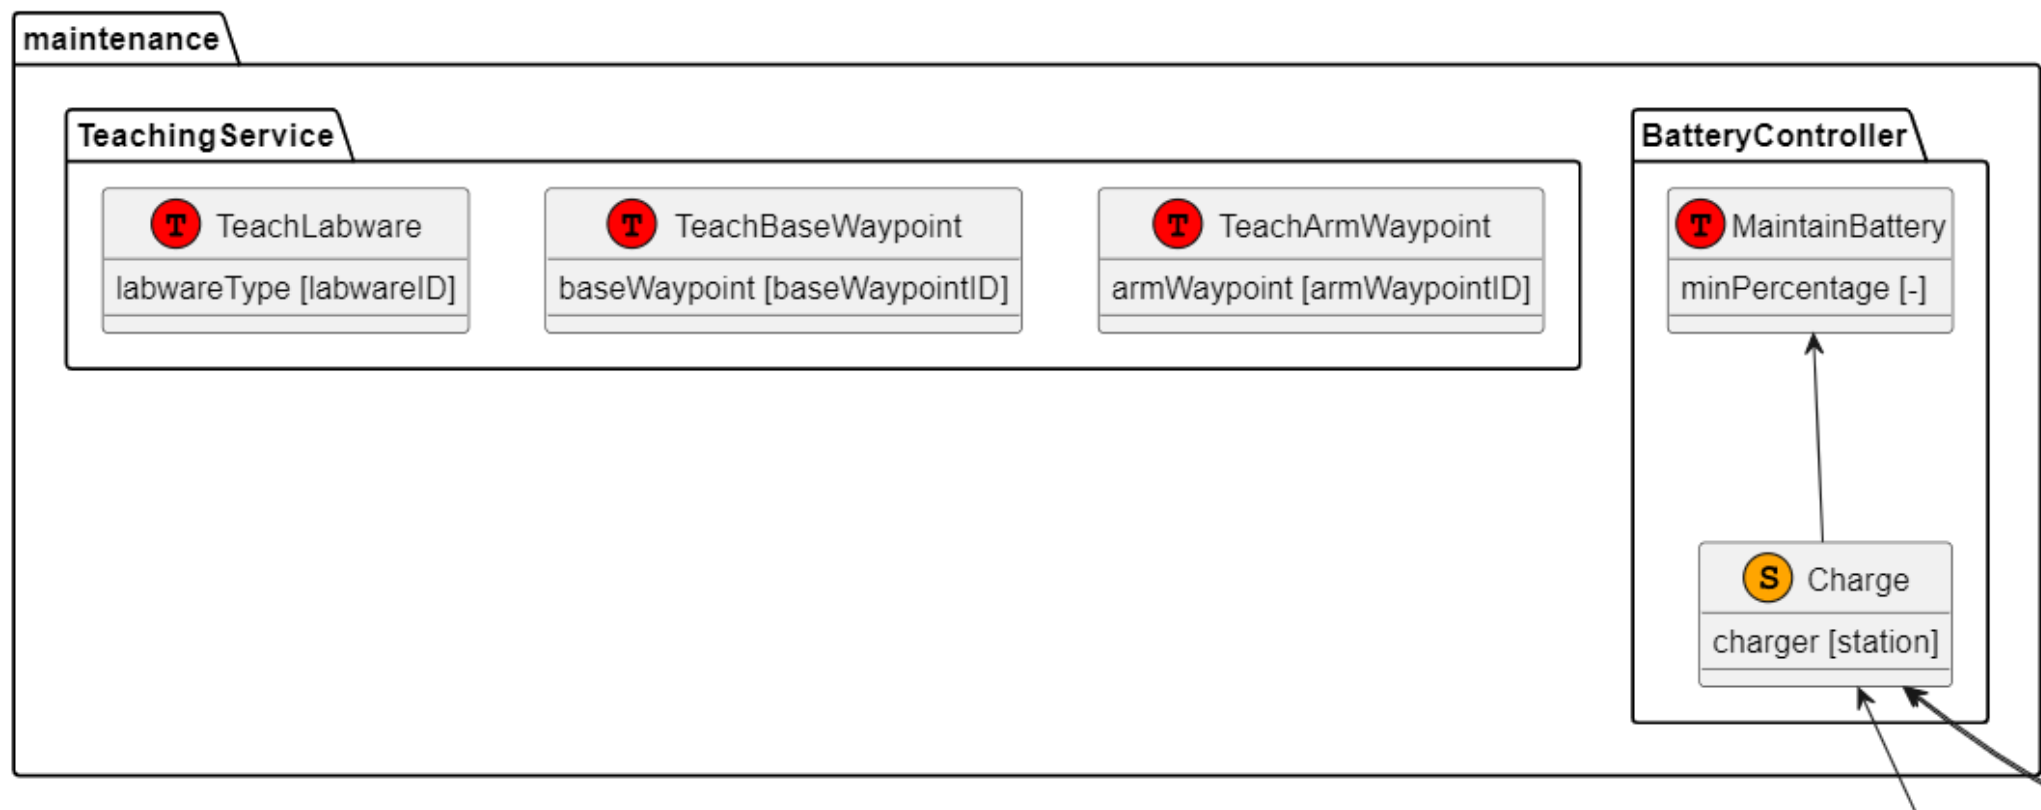 maintenance
TeachingService
T TeachLabware
labwareType [labwareID]
T TeachBaseWaypoint
baseWaypoint [baseWaypointID]
T TeachArmWaypoint
armWaypoint [armWaypointID]
BatteryController
T MaintainBattery
minPercentage [-]
S Charge
charger [station]